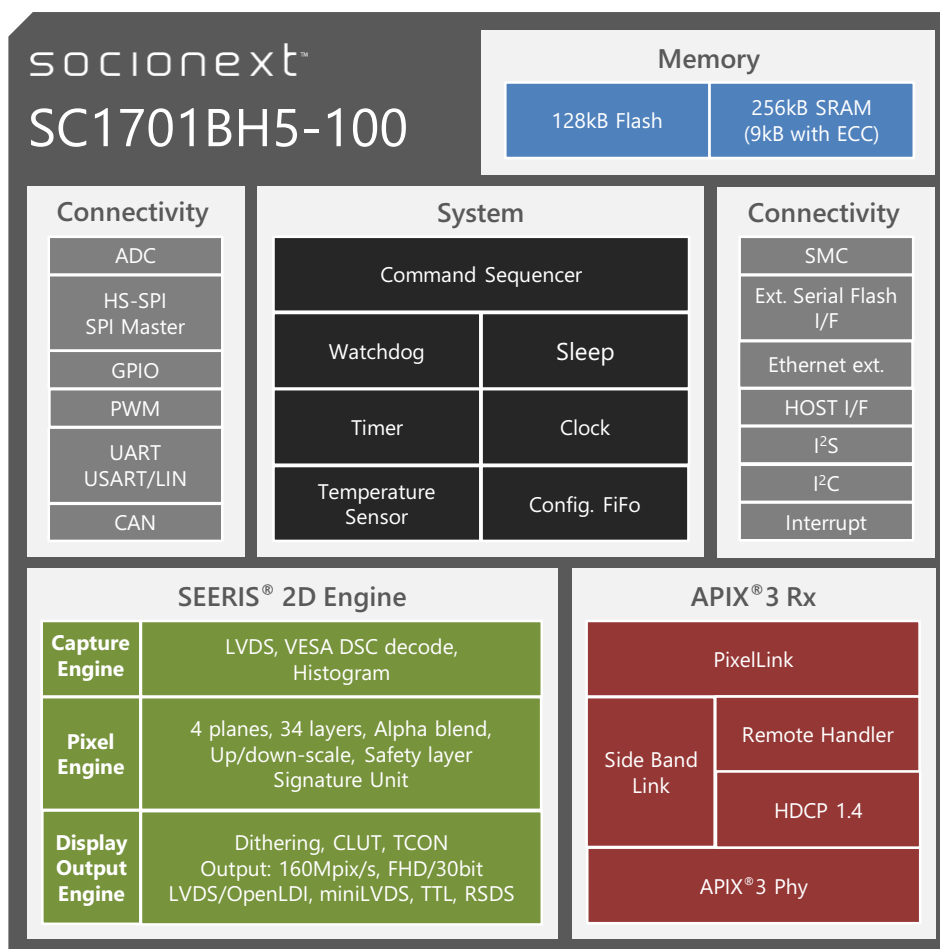 socionext™
SC1701BH5-100
Memory
128kB Flash
256kB SRAM
(9kB with ECC)
Connectivity
ADC
HS-SPI
SPI Master
GPIO
PWM
UART
USART/LIN
CAN
System
Command Sequencer
Watchdog
Sleep
Timer
Clock
Temperature
Sensor
Config. FiFo
Connectivity
SMC
Ext. Serial Flash
I/F
Ethernet ext.
HOST I/F
I²S
I²C
Interrupt
SEERIS® 2D Engine
Capture
Engine
LVDS, VESA DSC decode,
Histogram
Pixel
Engine
4 planes, 34 layers, Alpha blend,
Up/down-scale, Safety layer
Signature Unit
Display
Output
Engine
Dithering, CLUT, TCON
Output: 160Mpix/s, FHD/30bit
LVDS/OpenLDI, miniLVDS, TTL, RSDS
APIX®3 Rx
PixelLink
Side Band
Link
Remote Handler
HDCP 1.4
APIX®3 Phy